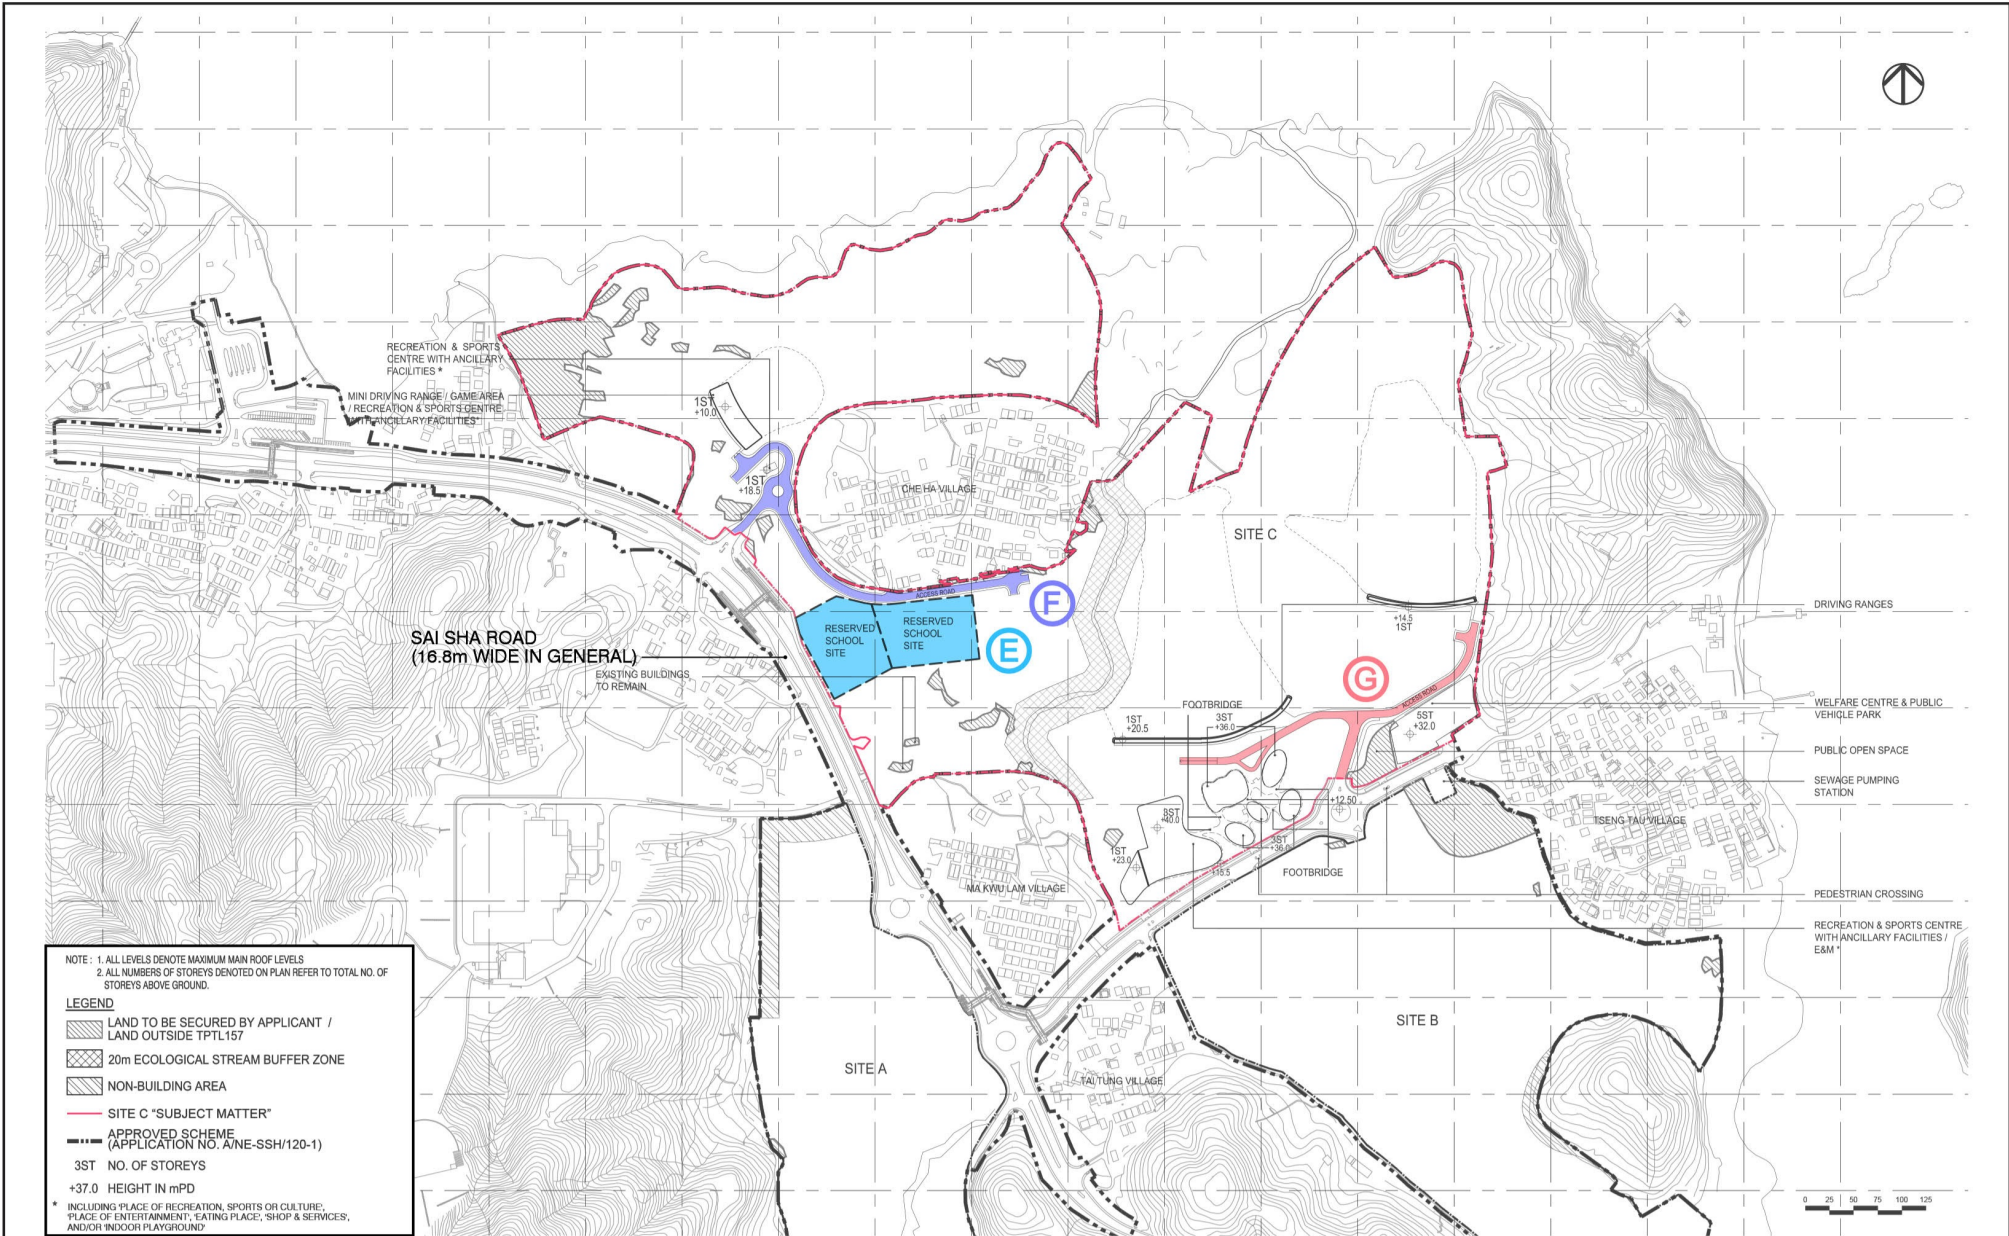 RECREATION & SPORTS
CENTRE WITH ANCILLARY
FACILITIES *
MINI DRIVING RANGE / GAME AREA
/ RECREATION & SPORTS CENTRE
WITH ANCILLARY FACILITIES*
1ST
+10.0
1ST
+18.5
CHE HA VILLAGE
SITE C
ACCESS ROAD
F
RESERVED
SCHOOL
SITE
RESERVED
SCHOOL
SITE
E
SAI SHA ROAD
(16.8m WIDE IN GENERAL)
EXISTING BUILDINGS
TO REMAIN
+14.5
1ST
DRIVING RANGES
G
ACCESS ROAD
FOOTBRIDGE
1ST
+20.5
3ST
+36.0
5ST
+32.0
WELFARE CENTRE & PUBLIC
VEHICLE PARK
PUBLIC OPEN SPACE
SEWAGE PUMPING
STATION
+12.50
TSENG TAU VILLAGE
+40.0
1ST
+23.0
3ST
+36.0
+15.5
FOOTBRIDGE
MA KWU LAM VILLAGE
PEDESTRIAN CROSSING
RECREATION & SPORTS CENTRE
WITH ANCILLARY FACILITIES /
E&M *
SITE A
SITE B
TAI TUNG VILLAGE
NOTE : 1. ALL LEVELS DENOTE MAXIMUM MAIN ROOF LEVELS
2. ALL NUMBERS OF STOREYS DENOTED ON PLAN REFER TO TOTAL NO. OF
STOREYS ABOVE GROUND.
LEGEND
LAND TO BE SECURED BY APPLICANT /
LAND OUTSIDE TPTL157
20m ECOLOGICAL STREAM BUFFER ZONE
NON-BUILDING AREA
SITE C "SUBJECT MATTER"
APPROVED SCHEME
(APPLICATION NO. A/NE-SSH/120-1)
3ST NO. OF STOREYS
+37.0 HEIGHT IN mPD
* INCLUDING 'PLACE OF RECREATION, SPORTS OR CULTURE',
'PLACE OF ENTERTAINMENT', 'EATING PLACE', 'SHOP & SERVICES',
AND/OR 'INDOOR PLAYGROUND'
0 25 50 75 100 125